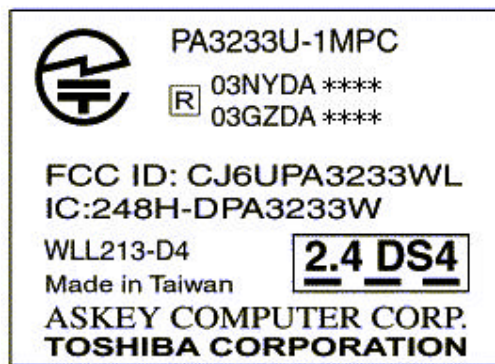 PA3233U-1MPC
R 03NYDA ****
03GZDA ****
FCC ID: CJ6UPA3233WL
IC:248H-DPA3233W
WLL213-D4
2.4 DS4
Made in Taiwan
ASKEY COMPUTER CORP.
TOSHIBA CORPORATION